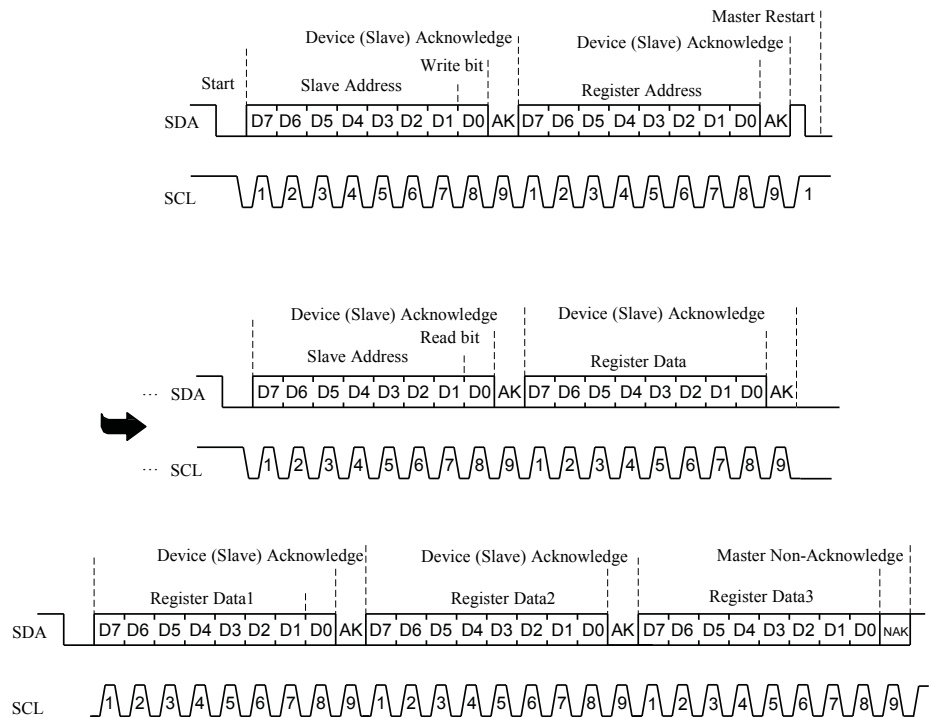 Master Restart
Device (Slave) Acknowledge Device (Slave) Acknowledge
Write bit
Start Slave Address Register Address
SDA D7 D6 D5 D4 D3 D2 D1 D0 AK D7 D6 D5 D4 D3 D2 D1 D0 AK
SCL 1 2 3 4 5 6 7 8 9 1 2 3 4 5 6 7 8 9 1
Device (Slave) Acknowledge Device (Slave) Acknowledge
Read bit
Slave Address Register Data
... SDA D7 D6 D5 D4 D3 D2 D1 D0 AK D7 D6 D5 D4 D3 D2 D1 D0 AK
... SCL 1 2 3 4 5 6 7 8 9 1 2 3 4 5 6 7 8 9
Device (Slave) Acknowledge Device (Slave) Acknowledge Master Non-Acknowledge
Register Data1 Register Data2 Register Data3
SDA D7 D6 D5 D4 D3 D2 D1 D0 AK D7 D6 D5 D4 D3 D2 D1 D0 AK D7 D6 D5 D4 D3 D2 D1 D0 NAK
SCL 1 2 3 4 5 6 7 8 9 1 2 3 4 5 6 7 8 9 1 2 3 4 5 6 7 8 9